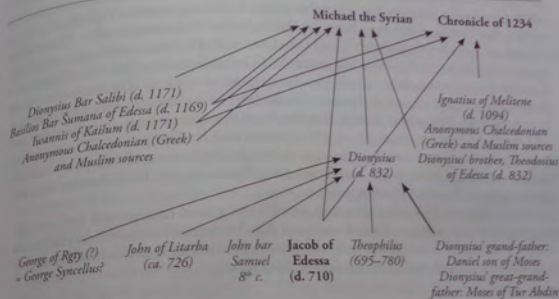 Michael the Syrian
Chronicle of 1234
Dionysius Bar Salibi (d. 1171)
Basilios Bar Šumana of Edessa (d. 1169)
Iwannis of Kailum (d. 1171)
Anonymous Chalcedonian (Greek)
and Muslim sources
Ignatius of Melitene
(d. 1094)
Anonymous Chalcedonian
(Greek) and Muslim sources
Dionysius' brother, Theodosius
of Edessa (d. 832)
Dionysius
(d. 832)
George of Rgty (?)
= George Syncellus?
John of Litarba
(ca. 726)
John bar
Samuel
8th c.
Jacob of
Edessa
(d. 710)
Theophilus
(695–780)
Dionysius' grand-father:
Daniel son of Moses
Dionysius' great-grand-
father: Moses of Tur Abdin